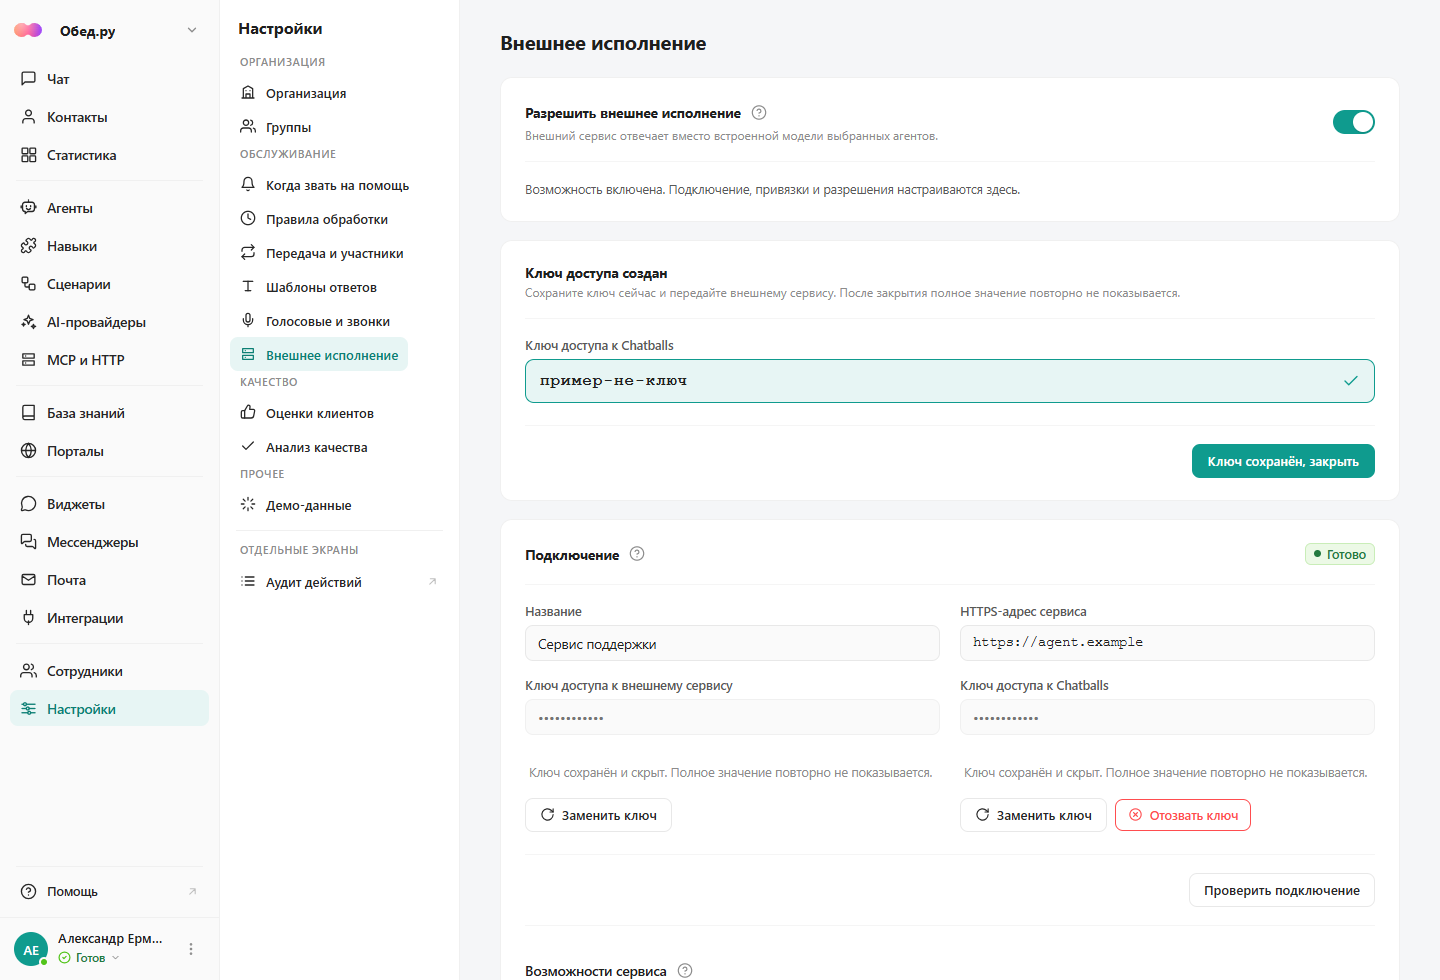 Обед.ру
Чат
Контакты
Статистика
Агенты
Навыки
Сценарии
AI-провайдеры
MCP и HTTP
База знаний
Порталы
Виджеты
Мессенджеры
Почта
Интеграции
Сотрудники
Настройки
Помощь
АЕ
Александр Ерм...
Готов
Настройки
ОРГАНИЗАЦИЯ
Организация
Группы
ОБСЛУЖИВАНИЕ
Когда звать на помощь
Правила обработки
Передача и участники
Шаблоны ответов
Голосовые и звонки
Внешнее исполнение
КАЧЕСТВО
Оценки клиентов
Анализ качества
ПРОЧЕЕ
Демо-данные
ОТДЕЛЬНЫЕ ЭКРАНЫ
Аудит действий
Внешнее исполнение
Разрешить внешнее исполнение
Внешний сервис отвечает вместо встроенной модели выбранных агентов.
Возможность включена. Подключение, привязки и разрешения настраиваются здесь.
Ключ доступа создан
Сохраните ключ сейчас и передайте внешнему сервису. После закрытия полное значение повторно не показывается.
Ключ доступа к Chatballs
пример-не-ключ
Ключ сохранён, закрыть
Подключение
Готово
Название
HTTPS-адрес сервиса
Сервис поддержки
https://agent.example
Ключ доступа к внешнему сервису
Ключ доступа к Chatballs
••••••••••••
••••••••••••
Ключ сохранён и скрыт. Полное значение повторно не показывается.
Ключ сохранён и скрыт. Полное значение повторно не показывается.
Заменить ключ
Заменить ключ
Отозвать ключ
Проверить подключение
Возможности сервиса